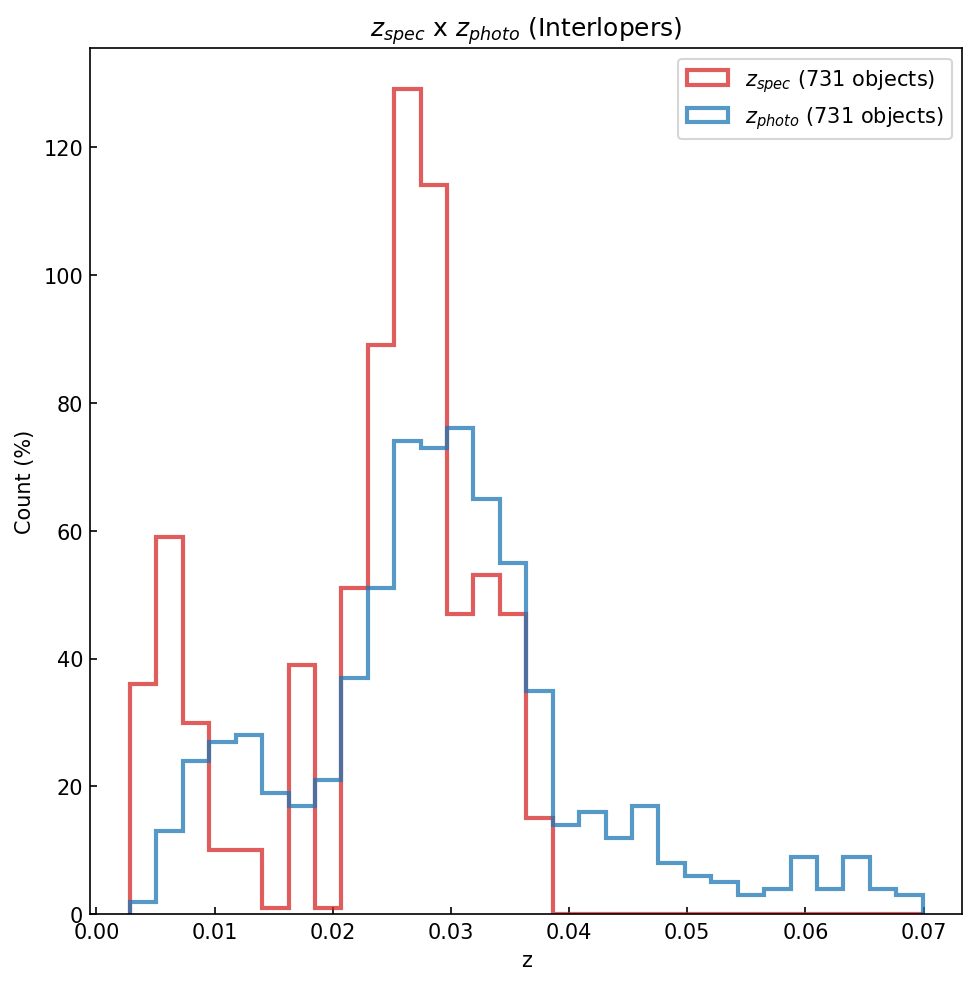 z_spec x z_photo (Interlopers)
z_spec (731 objects)
z_photo (731 objects)
Count (%)
120
100
80
60
40
20
0
0.00 0.01 0.02 0.03 0.04 0.05 0.06 0.07
z